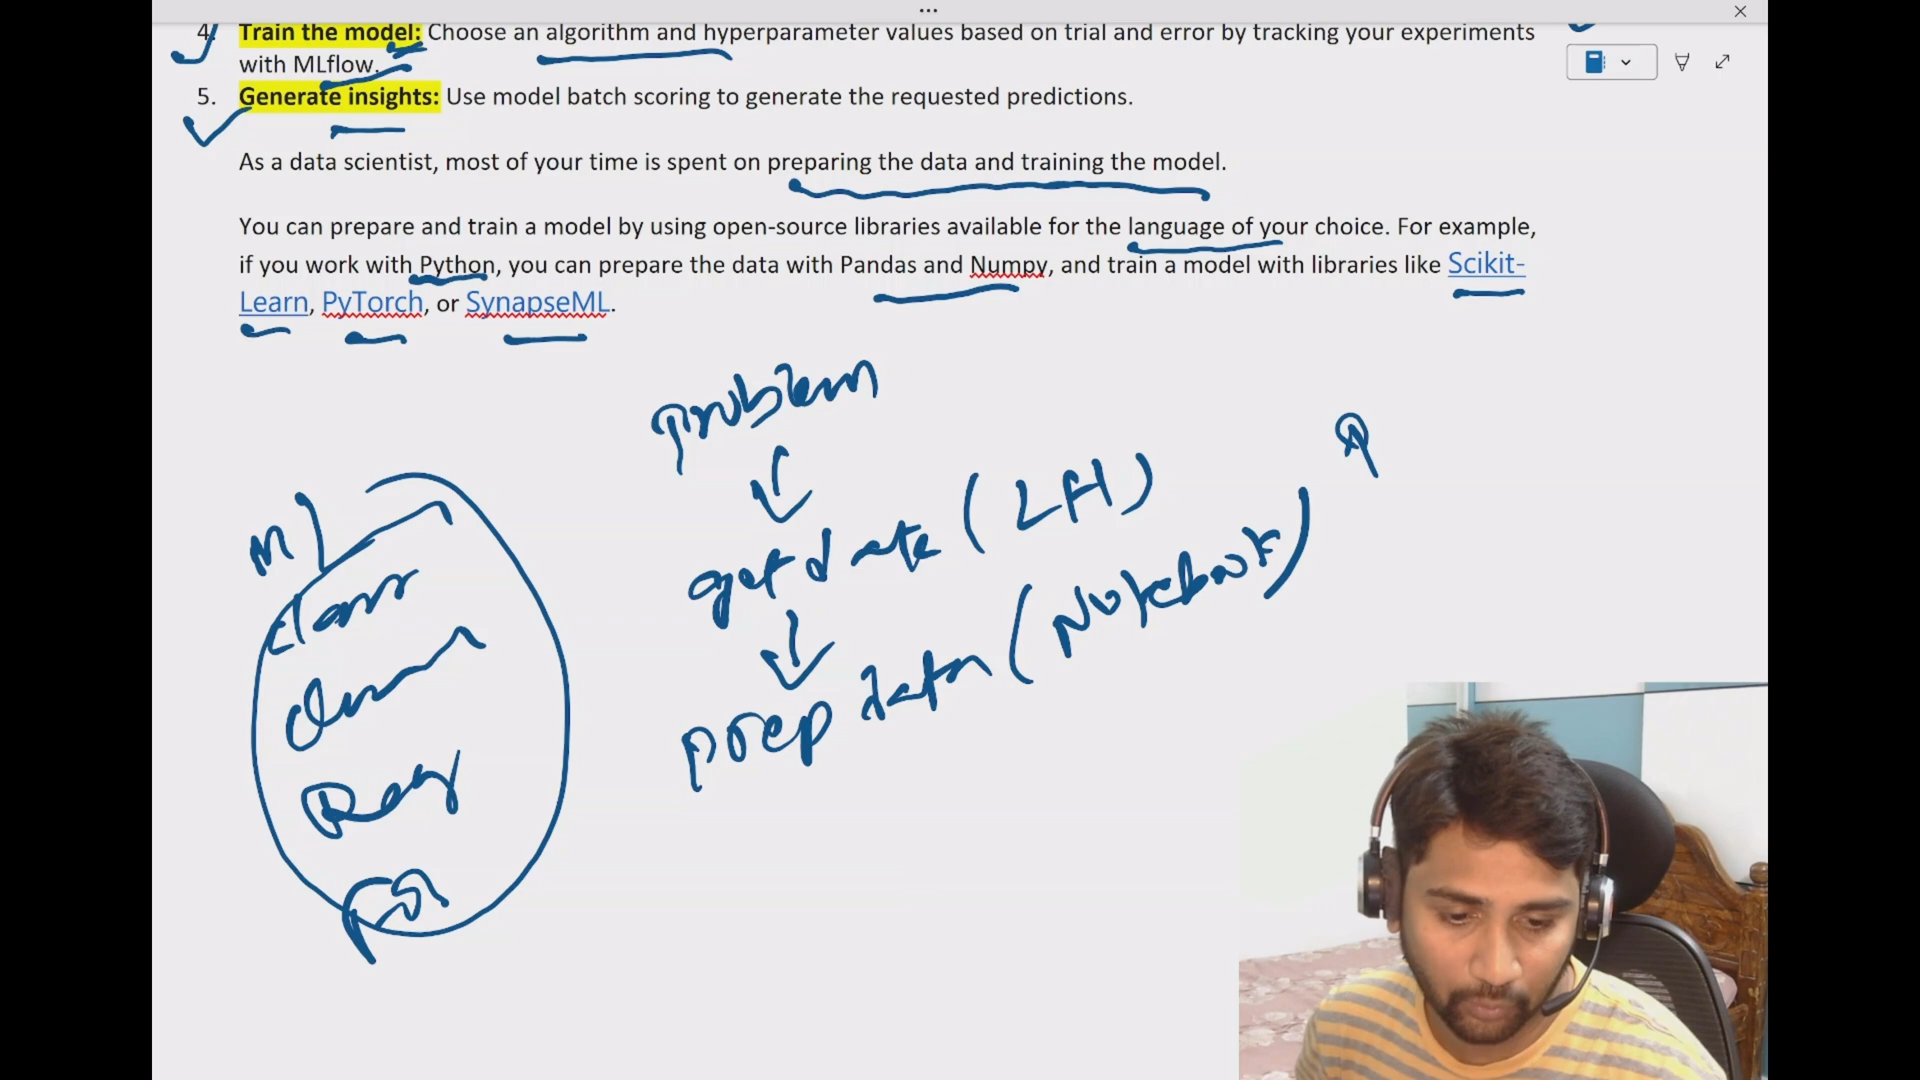 4. Train the model: Choose an algorithm and hyperparameter values based on trial and error by tracking your experiments
with MLflow.
5. Generate insights: Use model batch scoring to generate the requested predictions.
As a data scientist, most of your time is spent on preparing the data and training the model.
You can prepare and train a model by using open-source libraries available for the language of your choice. For example,
if you work with Python, you can prepare the data with Pandas and Numpy, and train a model with libraries like Scikit-
Learn, PyTorch, or SynapseML.
problem
get data (LH)
prep data (Notebook)
Ml
class
Reg